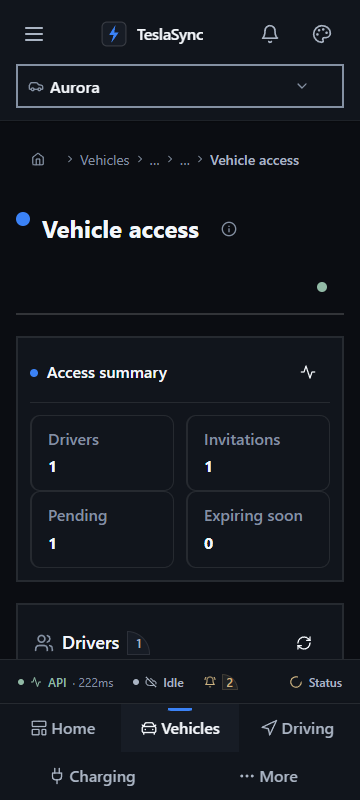 TeslaSync
Aurora
Vehicles ... ... Vehicle access
Vehicle access
Access summary
Drivers
1
Invitations
1
Pending
1
Expiring soon
0
Drivers 1
API · 222ms Idle 2 Status
Home Vehicles Driving
Charging More